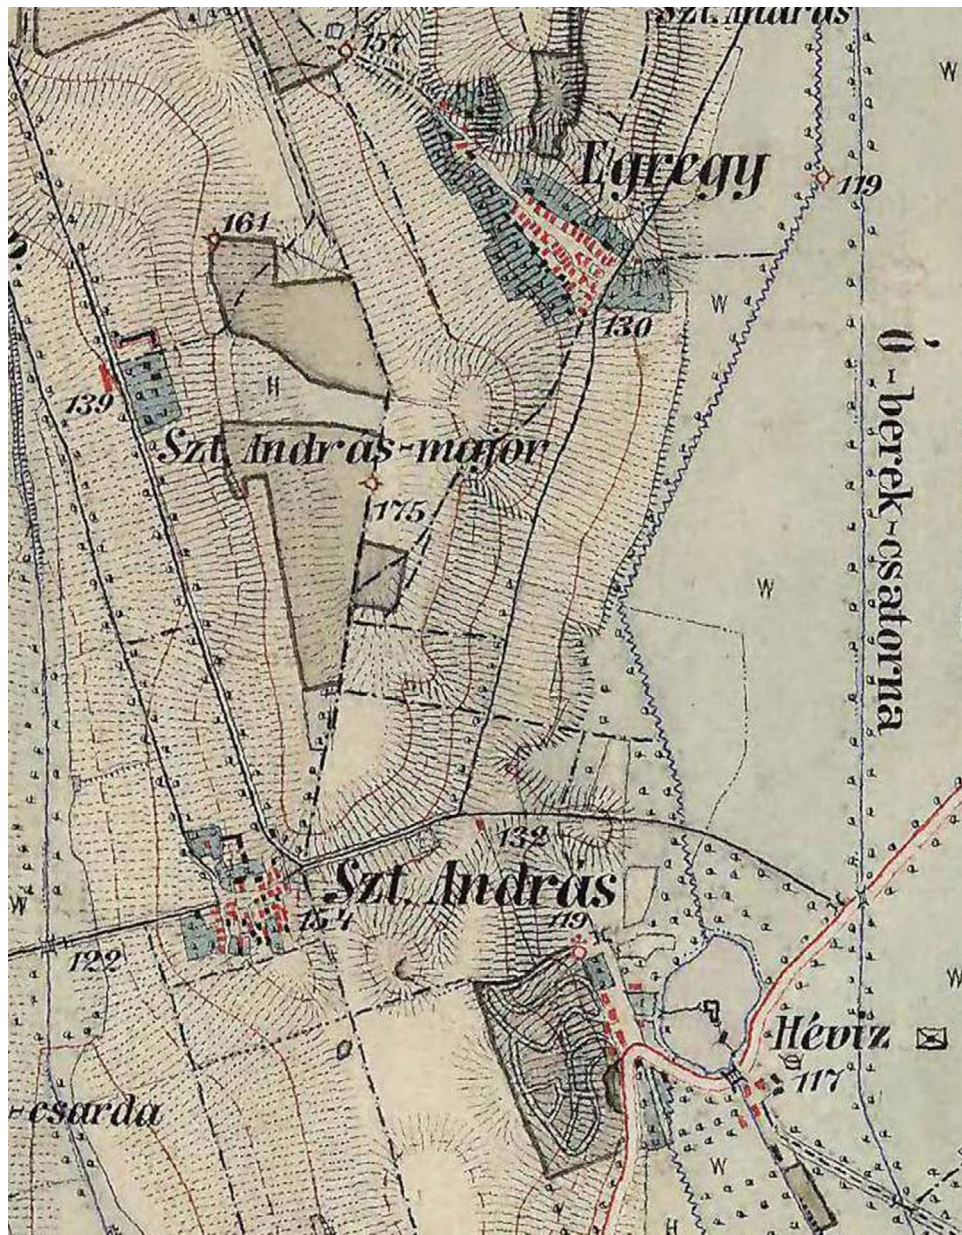 Szt. András
157
W
Egregy
119
161
W
130
139
H
Ó-berek-csatorna
Szt. András-major
175
W
132
Szt. András
W
154
119
122
W
Hévíz
117
-csarda
W
H